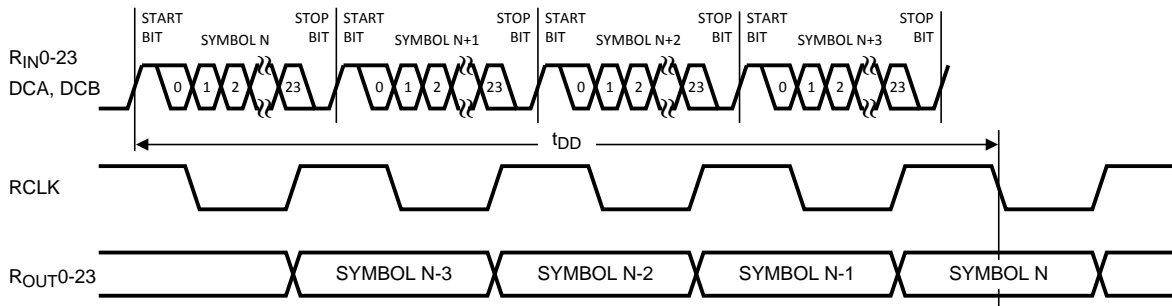 START BIT STOP BIT START BIT STOP BIT START BIT STOP BIT START BIT STOP BIT
SYMBOL N SYMBOL N+1 SYMBOL N+2 SYMBOL N+3
RIN0-23
DCA, DCB
0 1 2 23 0 1 2 23 0 1 2 23 0 1 2 23
tDD
RCLK
ROUT0-23 SYMBOL N-3 SYMBOL N-2 SYMBOL N-1 SYMBOL N